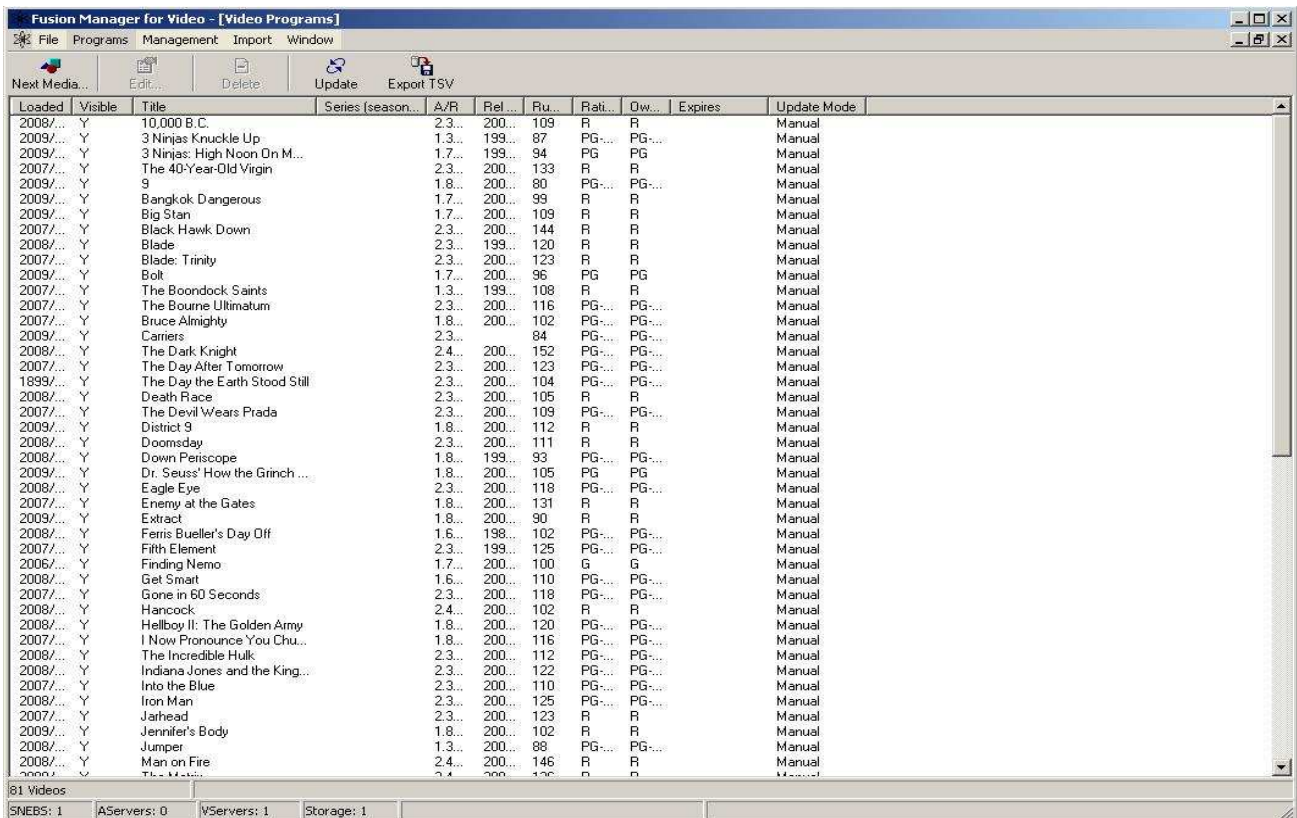 Fusion Manager for Video - [Video Programs]
File Programs Management Import Window
Next Media... Edit... Delete Update Export TSV
Loaded Visible Title Series (season... A/R Rel ... Ru... Rati... Ow... Expires Update Mode
2008/... Y 10,000 B.C. 2.3... 200... 109 R R Manual
2009/... Y 3 Ninjas Knuckle Up 1.3... 199... 87 PG-... PG-... Manual
2009/... Y 3 Ninjas: High Noon On M... 1.7... 199... 94 PG PG Manual
2007/... Y The 40-Year-Old Virgin 2.3... 200... 133 R R Manual
2009/... Y 9 1.8... 200... 80 PG-... PG-... Manual
2009/... Y Bangkok Dangerous 1.7... 200... 99 R R Manual
2009/... Y Big Stan 1.7... 200... 109 R R Manual
2007/... Y Black Hawk Down 2.3... 200... 144 R R Manual
2008/... Y Blade 2.3... 199... 120 R R Manual
2007/... Y Blade: Trinity 2.3... 200... 123 R R Manual
2009/... Y Bolt 1.7... 200... 96 PG PG Manual
2007/... Y The Boondock Saints 1.3... 199... 108 R R Manual
2007/... Y The Bourne Ultimatum 2.3... 200... 116 PG-... PG-... Manual
2007/... Y Bruce Almighty 1.8... 200... 102 PG-... PG-... Manual
2009/... Y Carriers 2.3... 84 PG-... PG-... Manual
2008/... Y The Dark Knight 2.4... 200... 152 PG-... PG-... Manual
2007/... Y The Day After Tomorrow 2.3... 200... 123 PG-... PG-... Manual
1899/... Y The Day the Earth Stood Still 2.3... 200... 104 PG-... PG-... Manual
2008/... Y Death Race 2.3... 200... 105 R R Manual
2007/... Y The Devil Wears Prada 2.3... 200... 109 PG-... PG-... Manual
2009/... Y District 9 1.8... 200... 112 R R Manual
2008/... Y Doomsday 2.3... 200... 111 R R Manual
2008/... Y Down Periscope 1.8... 199... 93 PG-... PG-... Manual
2009/... Y Dr. Seuss' How the Grinch ... 1.8... 200... 105 PG PG Manual
2008/... Y Eagle Eye 2.3... 200... 118 PG-... PG-... Manual
2007/... Y Enemy at the Gates 1.8... 200... 131 R R Manual
2009/... Y Extract 1.8... 200... 90 R R Manual
2008/... Y Ferris Bueller's Day Off 1.6... 198... 102 PG-... PG-... Manual
2007/... Y Fifth Element 2.3... 199... 125 PG-... PG-... Manual
2006/... Y Finding Nemo 1.7... 200... 100 G G Manual
2008/... Y Get Smart 1.6... 200... 110 PG-... PG-... Manual
2007/... Y Gone in 60 Seconds 2.3... 200... 118 PG-... PG-... Manual
2008/... Y Hancock 2.4... 200... 102 R R Manual
2008/... Y Hellboy II: The Golden Army 1.8... 200... 120 PG-... PG-... Manual
2007/... Y I Now Pronounce You Chu... 1.8... 200... 116 PG-... PG-... Manual
2008/... Y The Incredible Hulk 2.3... 200... 112 PG-... PG-... Manual
2008/... Y Indiana Jones and the King... 2.3... 200... 122 PG-... PG-... Manual
2007/... Y Into the Blue 2.3... 200... 110 PG-... PG-... Manual
2008/... Y Iron Man 2.3... 200... 125 PG-... PG-... Manual
2007/... Y Jarhead 2.3... 200... 123 R R Manual
2009/... Y Jennifer's Body 1.8... 200... 102 R R Manual
2008/... Y Jumper 1.3... 200... 88 PG-... PG-... Manual
2008/... Y Man on Fire 2.4... 200... 146 R R Manual
81 Videos
SNEBS: 1 AServers: 0 VServers: 1 Storage: 1